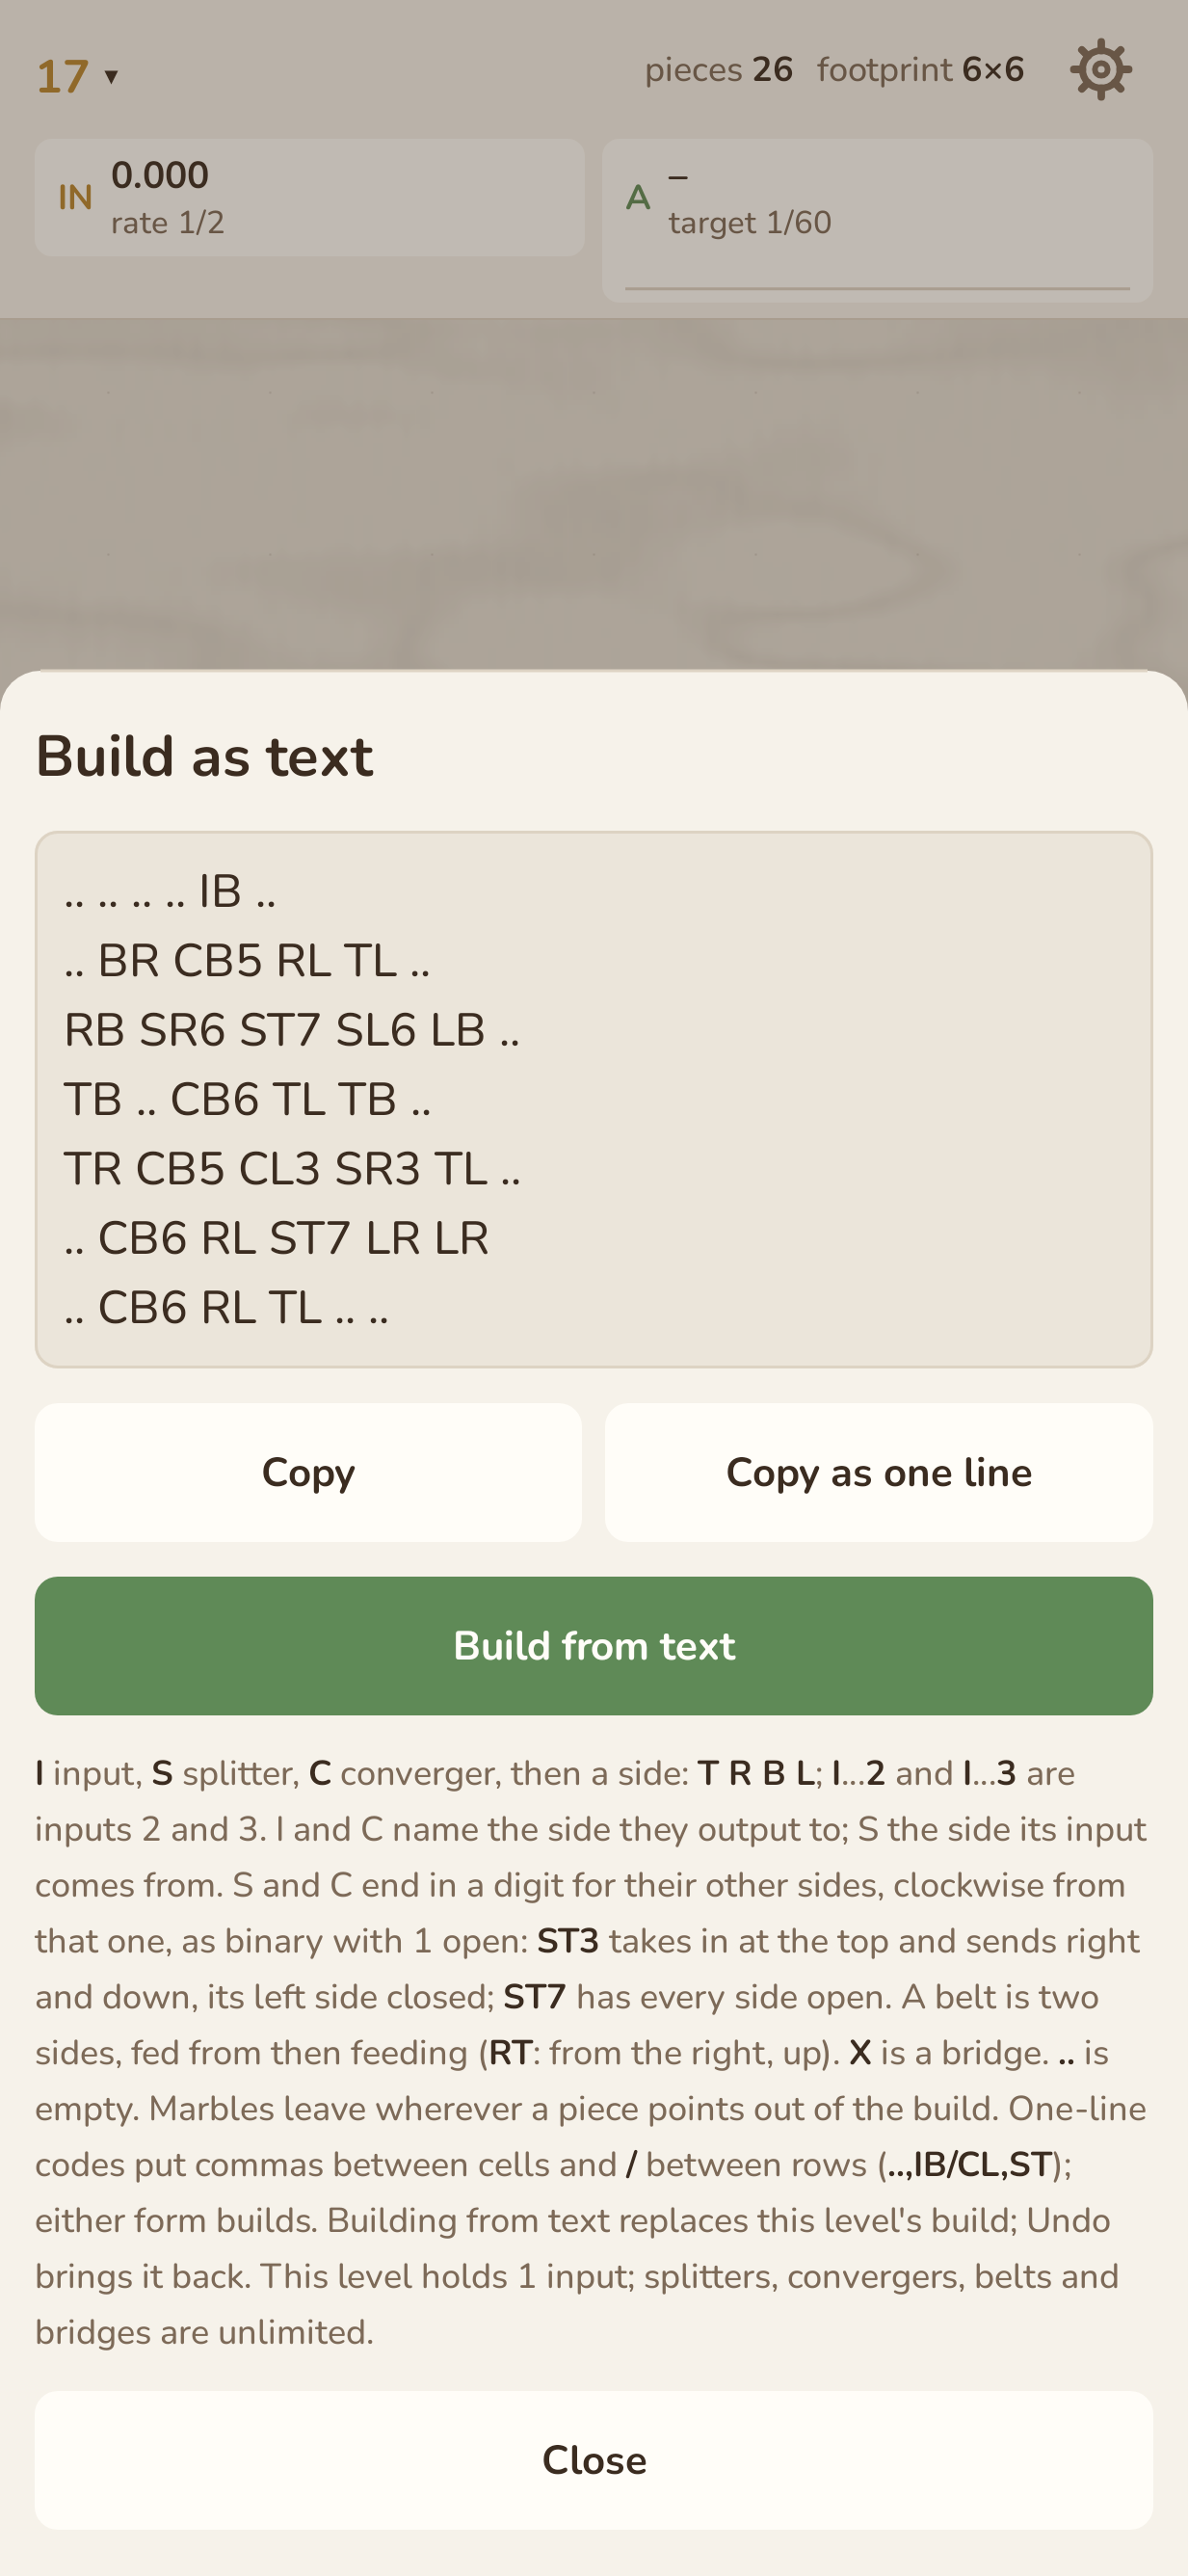 17 ▼ pieces 26 footprint 6×6
IN 0.000
rate 1/2
A –
target 1/60
Build as text
.. .. .. .. IB ..
.. BR CB5 RL TL ..
RB SR6 ST7 SL6 LB ..
TB .. CB6 TL TB ..
TR CB5 CL3 SR3 TL ..
.. CB6 RL ST7 LR LR
.. CB6 RL TL .. ..
Copy
Copy as one line
Build from text
I input, S splitter, C converger, then a side: T R B L; I...2 and I...3 are
inputs 2 and 3. I and C name the side they output to; S the side its input
comes from. S and C end in a digit for their other sides, clockwise from
that one, as binary with 1 open: ST3 takes in at the top and sends right
and down, its left side closed; ST7 has every side open. A belt is two
sides, fed from then feeding (RT: from the right, up). X is a bridge. .. is
empty. Marbles leave wherever a piece points out of the build. One-line
codes put commas between cells and / between rows (..,IB/CL,ST);
either form builds. Building from text replaces this level's build; Undo
brings it back. This level holds 1 input; splitters, convergers, belts and
bridges are unlimited.
Close